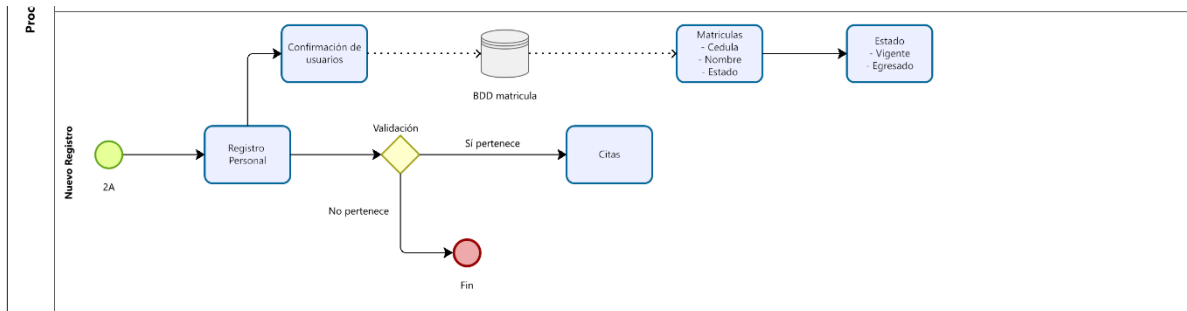 Proc
Nuevo Registro
Confirmación de
usuarios
BDD matricula
Matriculas
- Cedula
- Nombre
- Estado
Estado
- Vigente
- Egresado
2A
Registro
Personal
Validación
Sí pertenece
Citas
No pertenece
Fin